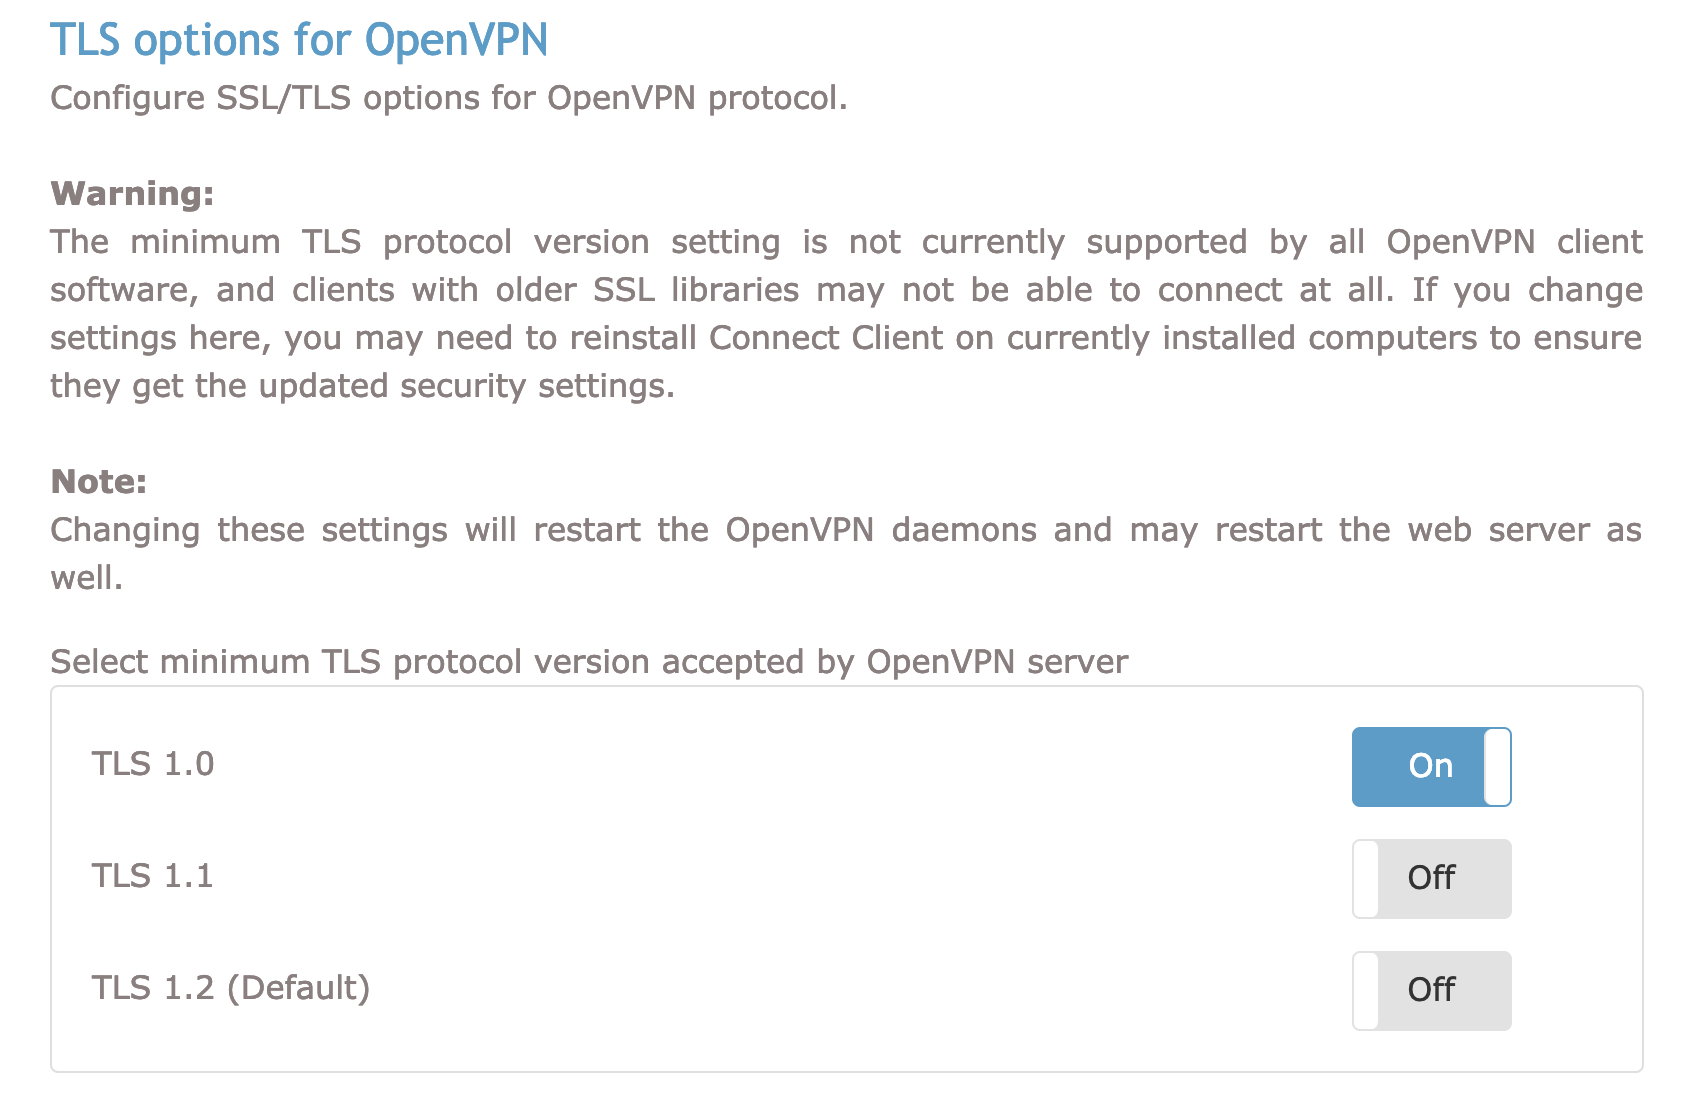 TLS options for OpenVPN
Configure SSL/TLS options for OpenVPN protocol.
Warning:
The minimum TLS protocol version setting is not currently supported by all OpenVPN client
software, and clients with older SSL libraries may not be able to connect at all. If you change
settings here, you may need to reinstall Connect Client on currently installed computers to ensure
they get the updated security settings.
Note:
Changing these settings will restart the OpenVPN daemons and may restart the web server as
well.
Select minimum TLS protocol version accepted by OpenVPN server
TLS 1.0 On
TLS 1.1 Off
TLS 1.2 (Default) Off